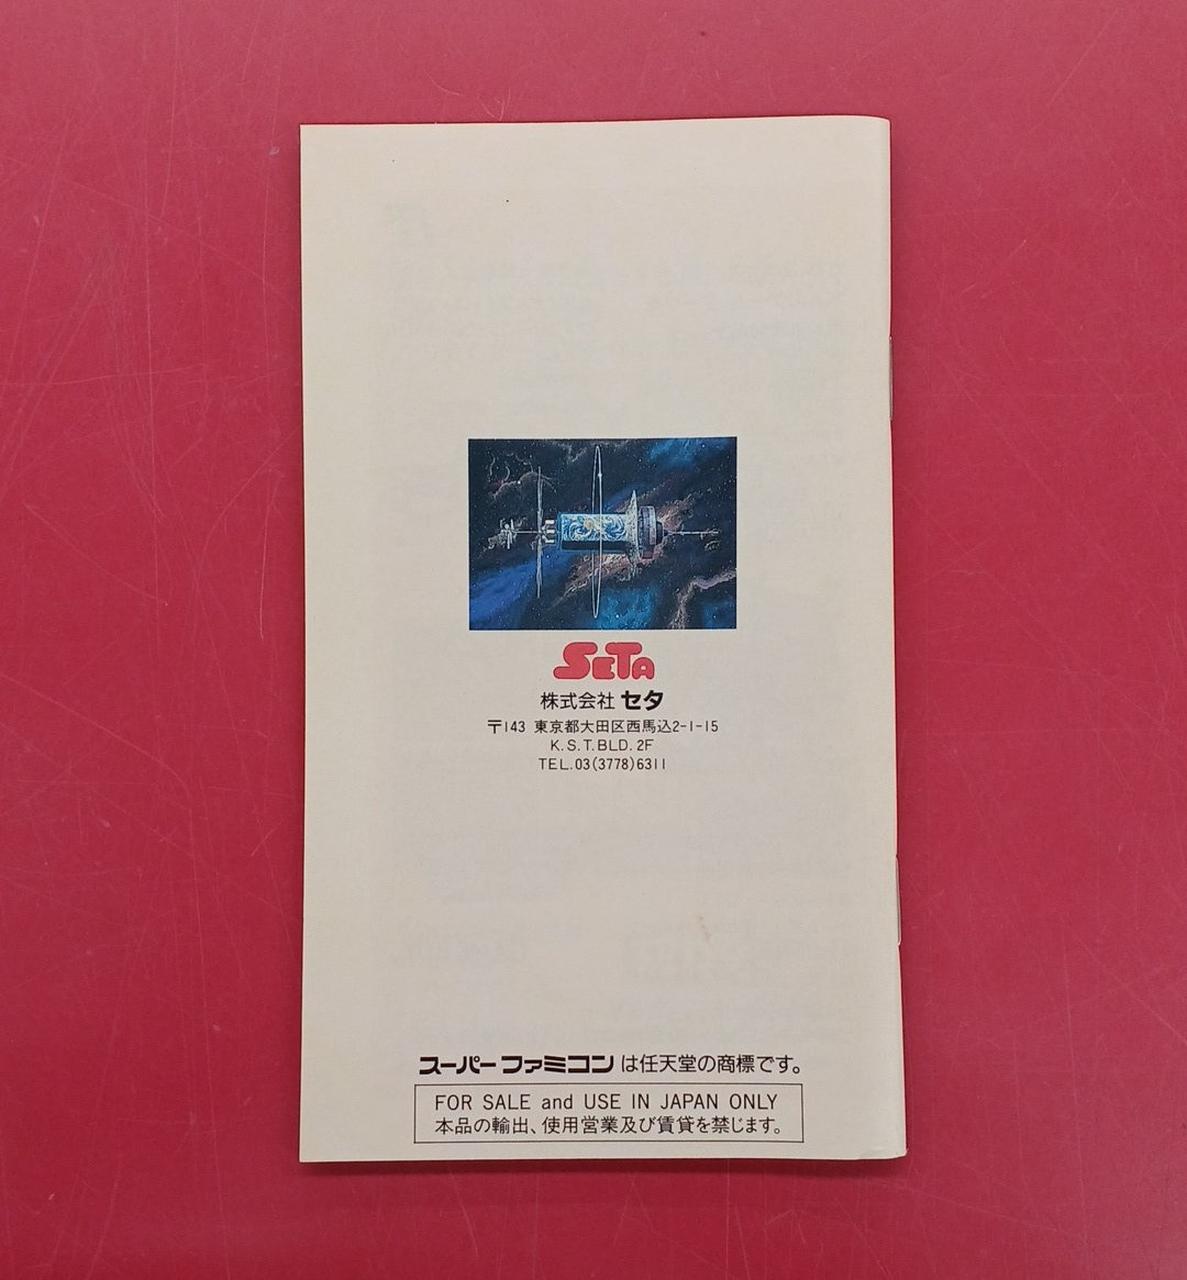 SETA
株式会社 セタ
〒143 東京都大田区西馬込2-1-15
K.S.T.BLD.2F
TEL.03(3778)6311
スーパーファミコンは任天堂の商標です。
FOR SALE and USE IN JAPAN ONLY
本品の輸出、使用営業及び賃貸を禁じます。